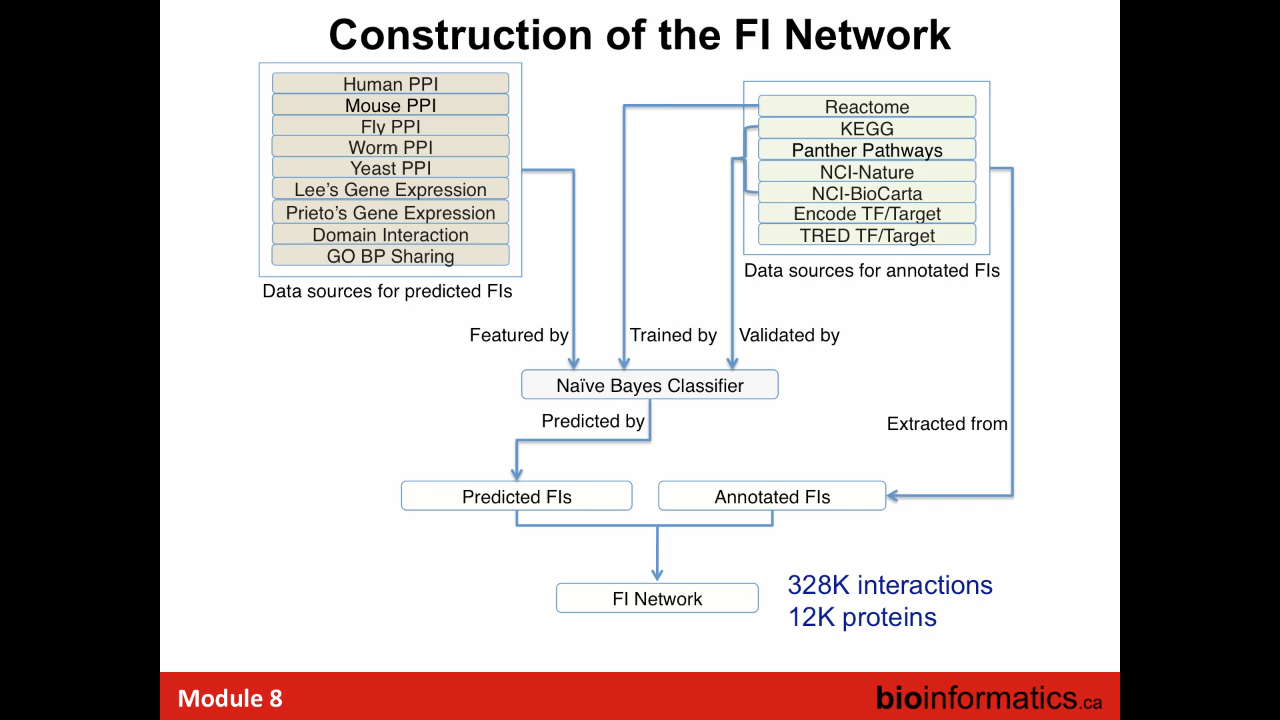 Construction of the FI Network
Human PPI
Mouse PPI
Fly PPI
Worm PPI
Yeast PPI
Lee's Gene Expression
Prieto's Gene Expression
Domain Interaction
GO BP Sharing
Data sources for predicted FIs
Reactome
KEGG
Panther Pathways
NCI-Nature
NCI-BioCarta
Encode TF/Target
TRED TF/Target
Data sources for annotated FIs
Featured by
Trained by
Validated by
Naïve Bayes Classifier
Predicted by
Extracted from
Predicted FIs
Annotated FIs
FI Network
328K interactions
12K proteins
Module 8
bioinformatics.ca